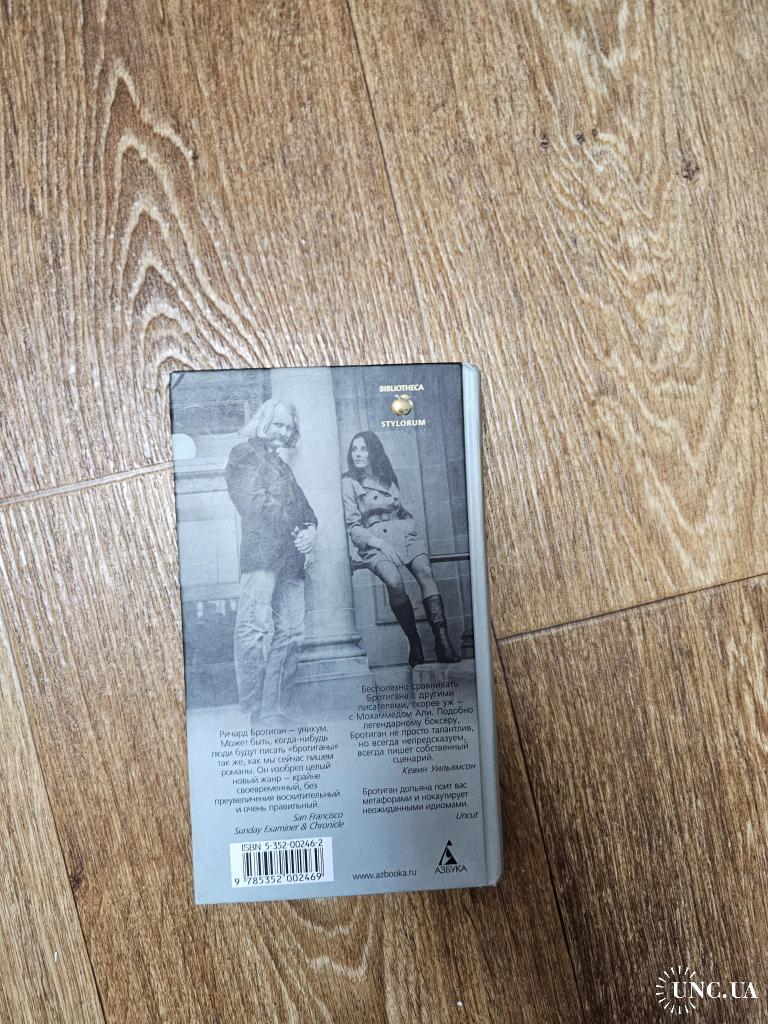 BIBLIOTHECA
STYLORUM
Бесполезно сравнивать
Бротигана с другими
писателями, скорее уж —
с Мохаммедом Али. Подобно
легендарному боксеру,
Бротиган не просто талантлив,
но всегда непредсказуем,
всегда пишет собственный
сценарий.
Кевин Уильямсон
Бротиган допьяна поит вас
метафорами и нокаутирует
неожиданными идиомами.
Uncut
Ричард Бротиган — уникум.
Может быть, когда-нибудь
люди будут писать «бротиганы»
так же, как мы сейчас пишем
романы. Он изобрел целый
новый жанр — крайне
своевременный, без
преувеличения восхитительный
и очень правильный.
San Francisco
Sunday Examiner & Chronicle
ISBN 5-352-00246-2
9 785352 002469
www.azbooka.ru
АЗБУКА
UNC.UA